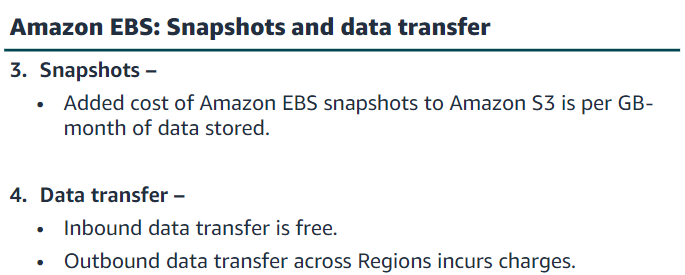 Amazon EBS: Snapshots and data transfer
3. Snapshots –
• Added cost of Amazon EBS snapshots to Amazon S3 is per GB-
month of data stored.
4. Data transfer –
• Inbound data transfer is free.
• Outbound data transfer across Regions incurs charges.